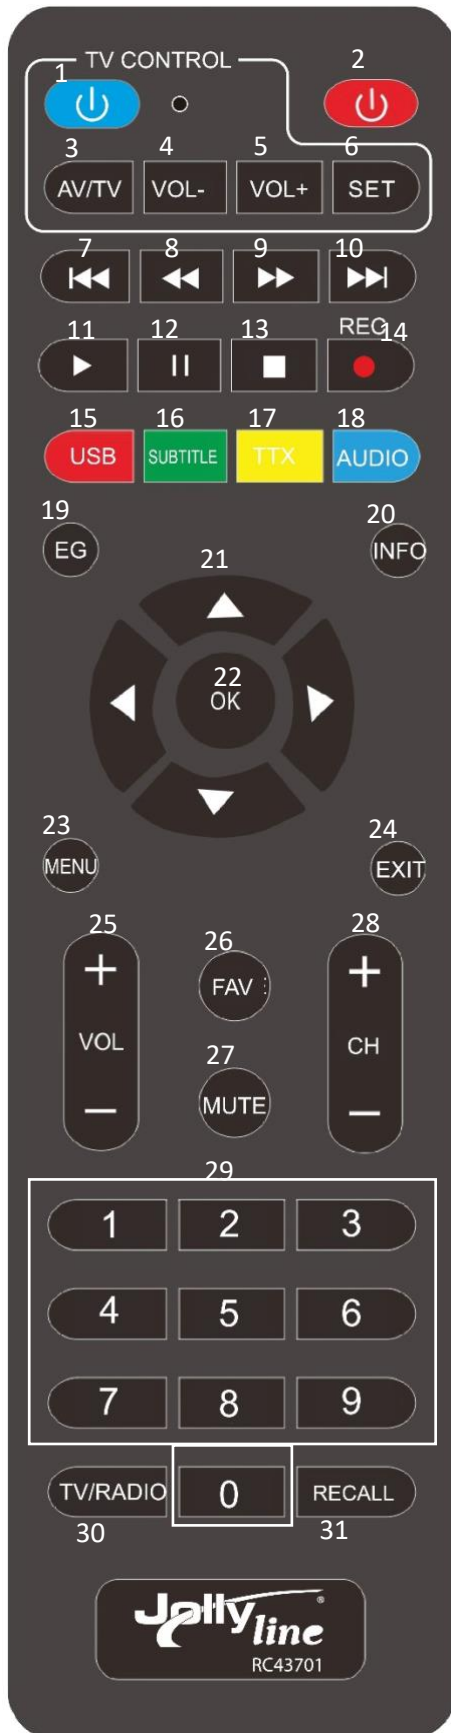 TV CONTROL
1 2
3 4 5 6
AV/TV VOL- VOL+ SET
7 8 9 10
REC
11 12 13 14
15 16 17 18
USB SUBTITLE TTX AUDIO
19 20
EG INFO
21
22
OK
23 24
MENU EXIT
25 26 28
+ FAV +
VOL CH
27
MUTE
- -
29
1 2 3
4 5 6
7 8 9
TV/RADIO 0 RECALL
30 31
Jolly line ®
RC43701